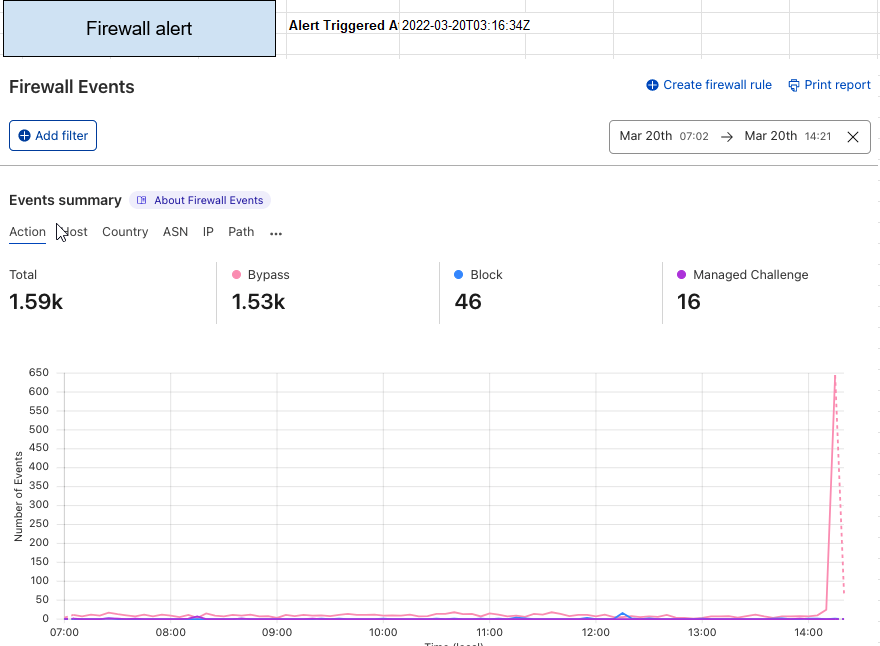 Firewall alert
Alert Triggered A 2022-03-20T03:16:34Z
Firewall Events
Create firewall rule
Print report
Add filter
Mar 20th 07:02 → Mar 20th 14:21
Events summary
About Firewall Events
Action Host Country ASN IP Path ...
Total
1.59k
Bypass
1.53k
Block
46
Managed Challenge
16
Number of Events
650
600
550
500
450
400
350
300
250
200
150
100
50
0
07:00 08:00 09:00 10:00 11:00 12:00 13:00 14:00
Time (local)